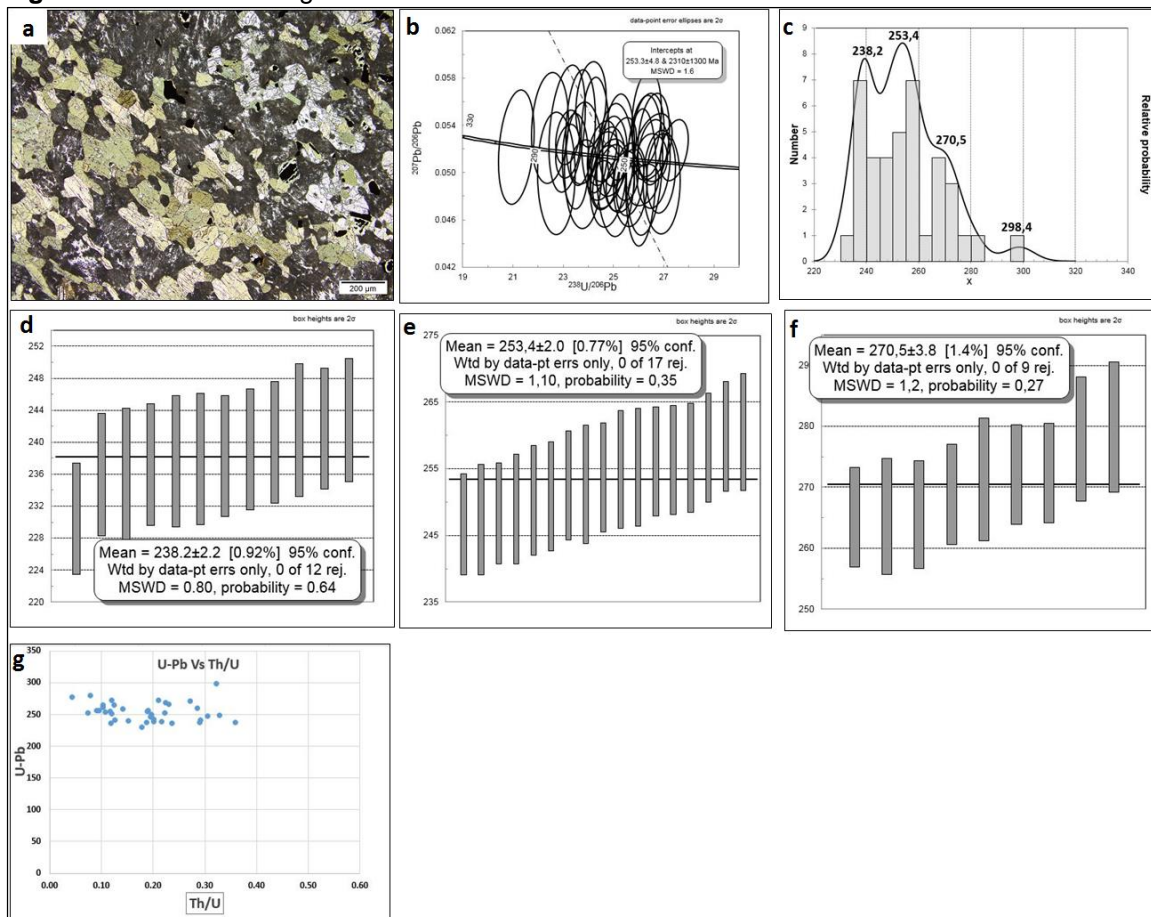 a
200 µm
b
data-point error ellipses are 2σ
0.062
0.058
0.054
0.050
0.046
0.042
207Pb/206Pb
Intercepts at
253.3±4.8 & 2310±1300 Ma
MSWD = 1.6
330
290
250
19 21 23 25 27 29
238U/206Pb
c
9
8
7
6
5
4
3
2
1
0
Number
238,2
253,4
270,5
298,4
Relative probability
220 240 260 280 300 320 340
x
d
box heights are 2σ
252
248
244
240
236
232
228
224
220
Mean = 238.2±2.2 [0.92%] 95% conf.
Wtd by data-pt errs only, 0 of 12 rej.
MSWD = 0.80, probability = 0.64
e
box heights are 2σ
275
265
255
245
235
Mean = 253,4±2.0 [0.77%] 95% conf.
Wtd by data-pt errs only, 0 of 17 rej.
MSWD = 1,10, probability = 0,35
f
box heights are 2σ
280
270
260
250
Mean = 270,5±3.8 [1.4%] 95% conf.
Wtd by data-pt errs only, 0 of 9 rej.
MSWD = 1,2, probability = 0,27
g
U-Pb Vs Th/U
350
300
250
200
150
100
50
0
U-Pb
0.00 0.10 0.20 0.30 0.40 0.50 0.60
Th/U